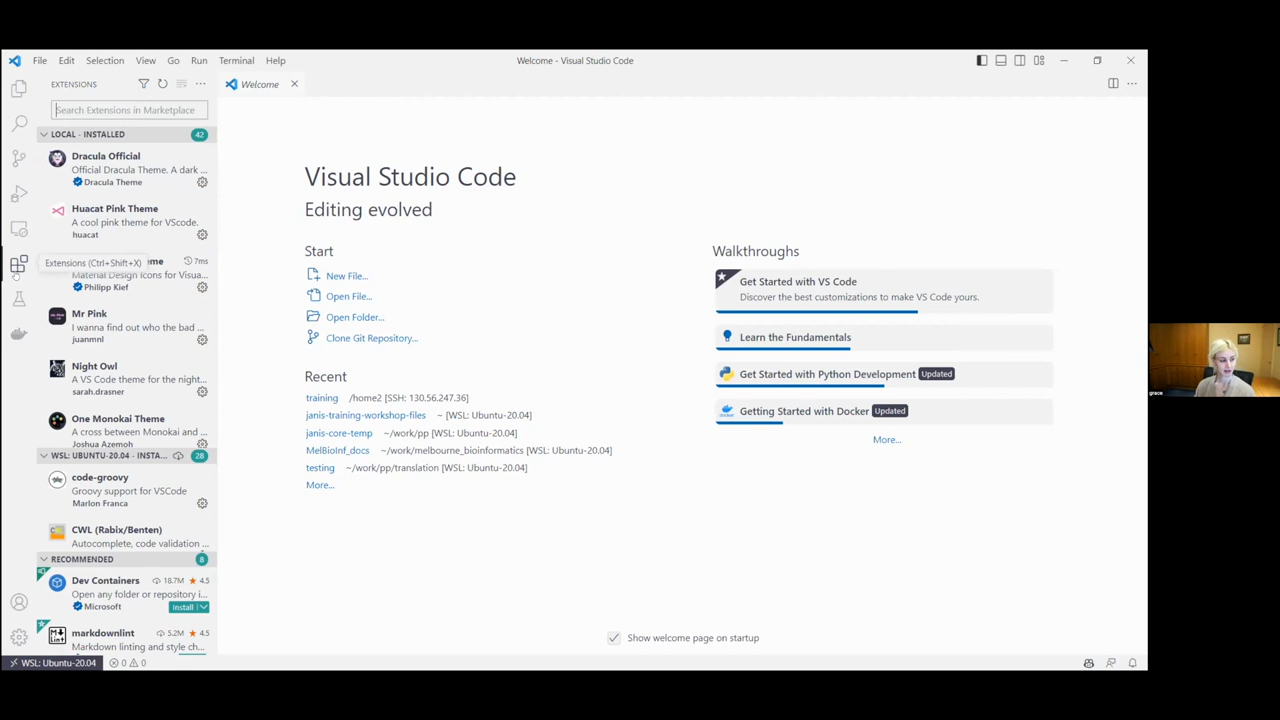 File Edit Selection View Go Run Terminal Help
Welcome - Visual Studio Code
EXTENSIONS
Welcome
Search Extensions in Marketplace
LOCAL - INSTALLED 42
Dracula Official
Official Dracula Theme. A dark ...
Dracula Theme
Huacat Pink Theme
A cool pink theme for VScode.
huacat
Extensions (Ctrl+Shift+X)
me 7ms
Material Design Icons for Visua...
Philipp Kief
Mr Pink
I wanna find out who the bad ...
juanmnl
Night Owl
A VS Code theme for the night...
sarah.drasner
One Monokai Theme
A cross between Monokai and ...
Joshua Azemoh
WSL: UBUNTU-20.04 - INSTA... 28
code-groovy
Groovy support for VSCode
Marlon Franca
CWL (Rabix/Benten)
Autocomplete, code validation ...
RECOMMENDED 8
Dev Containers 18.7M 4.5
Open any folder or repository i...
Microsoft Install
markdownlint 5.2M 4.5
Markdown linting and style ch...
WSL: Ubuntu-20.04 0 0
Visual Studio Code
Editing evolved
Start
New File...
Open File...
Open Folder...
Clone Git Repository...
Recent
training /home2 [SSH: 130.56.247.36]
janis-training-workshop-files ~ [WSL: Ubuntu-20.04]
janis-core-temp ~/work/pp [WSL: Ubuntu-20.04]
MelBioInf_docs ~/work/melbourne_bioinformatics [WSL: Ubuntu-20.04]
testing ~/work/pp/translation [WSL: Ubuntu-20.04]
More...
Walkthroughs
Get Started with VS Code
Discover the best customizations to make VS Code yours.
Learn the Fundamentals
Get Started with Python Development Updated
Getting Started with Docker Updated
More...
Show welcome page on startup
grace